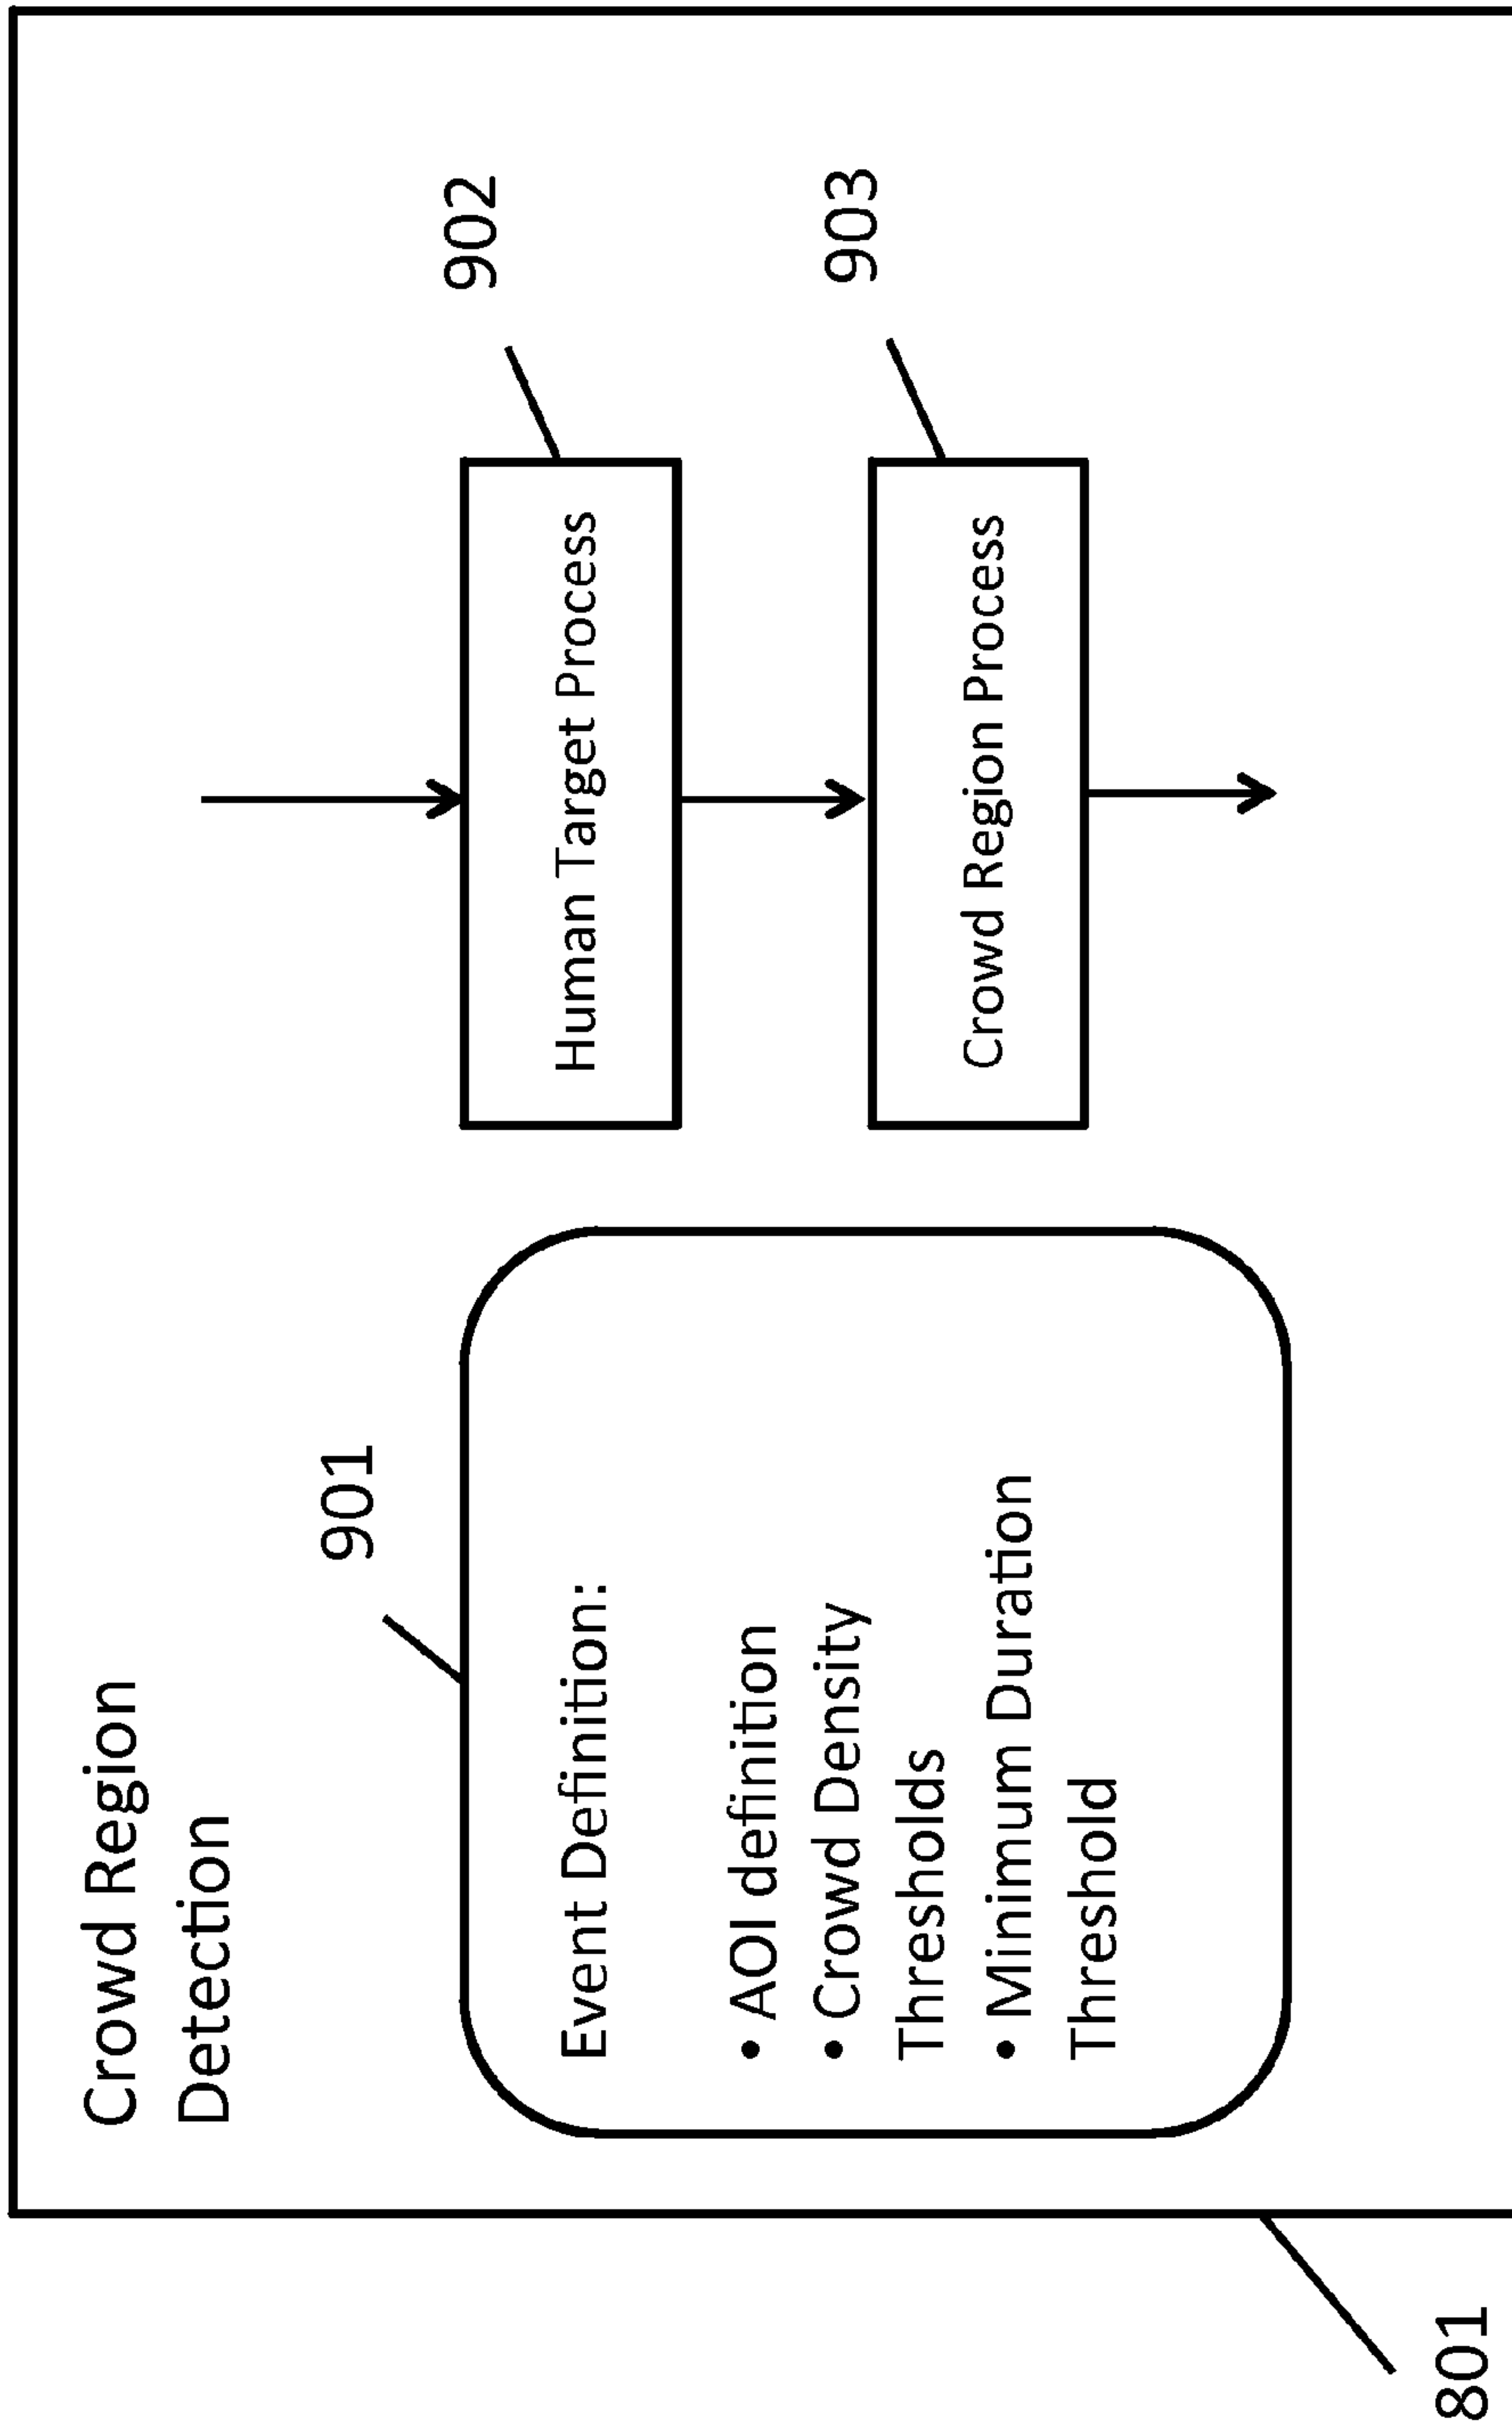 Crowd Region
Detection
901
Event Definition:
• AOI definition
• Crowd Density
Thresholds
• Minimum Duration
Threshold
902
Human Target Process
903
Crowd Region Process
801